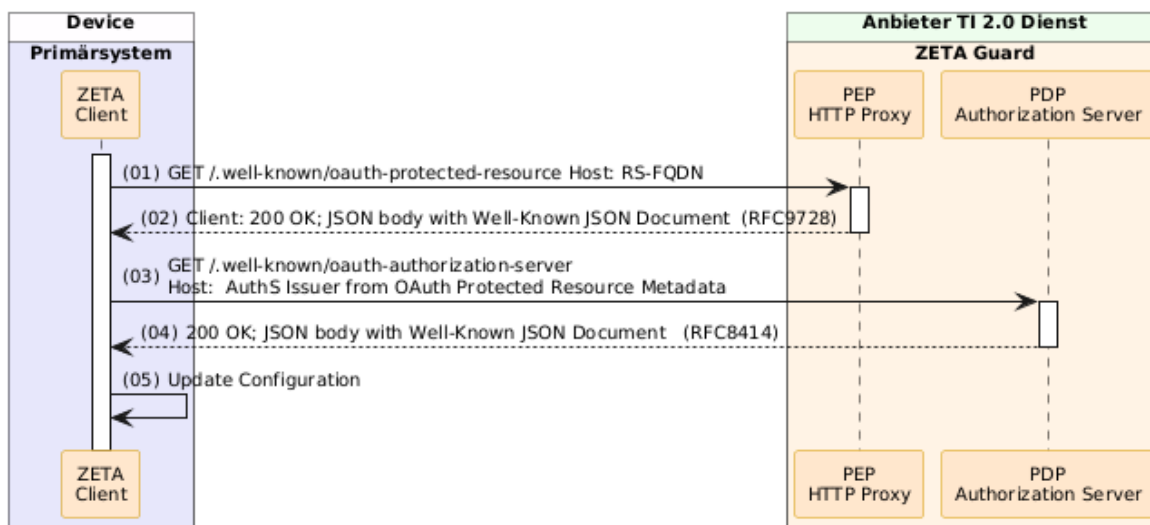 Device
Anbieter TI 2.0 Dienst
Primärsystem
ZETA Guard
ZETA
Client
PEP
HTTP Proxy
PDP
Authorization Server
(01) GET /.well-known/oauth-protected-resource Host: RS-FQDN
(02) Client: 200 OK; JSON body with Well-Known JSON Document (RFC9728)
(03) GET /.well-known/oauth-authorization-server
Host: AuthS Issuer from OAuth Protected Resource Metadata
(04) 200 OK; JSON body with Well-Known JSON Document (RFC8414)
(05) Update Configuration
ZETA
Client
PEP
HTTP Proxy
PDP
Authorization Server